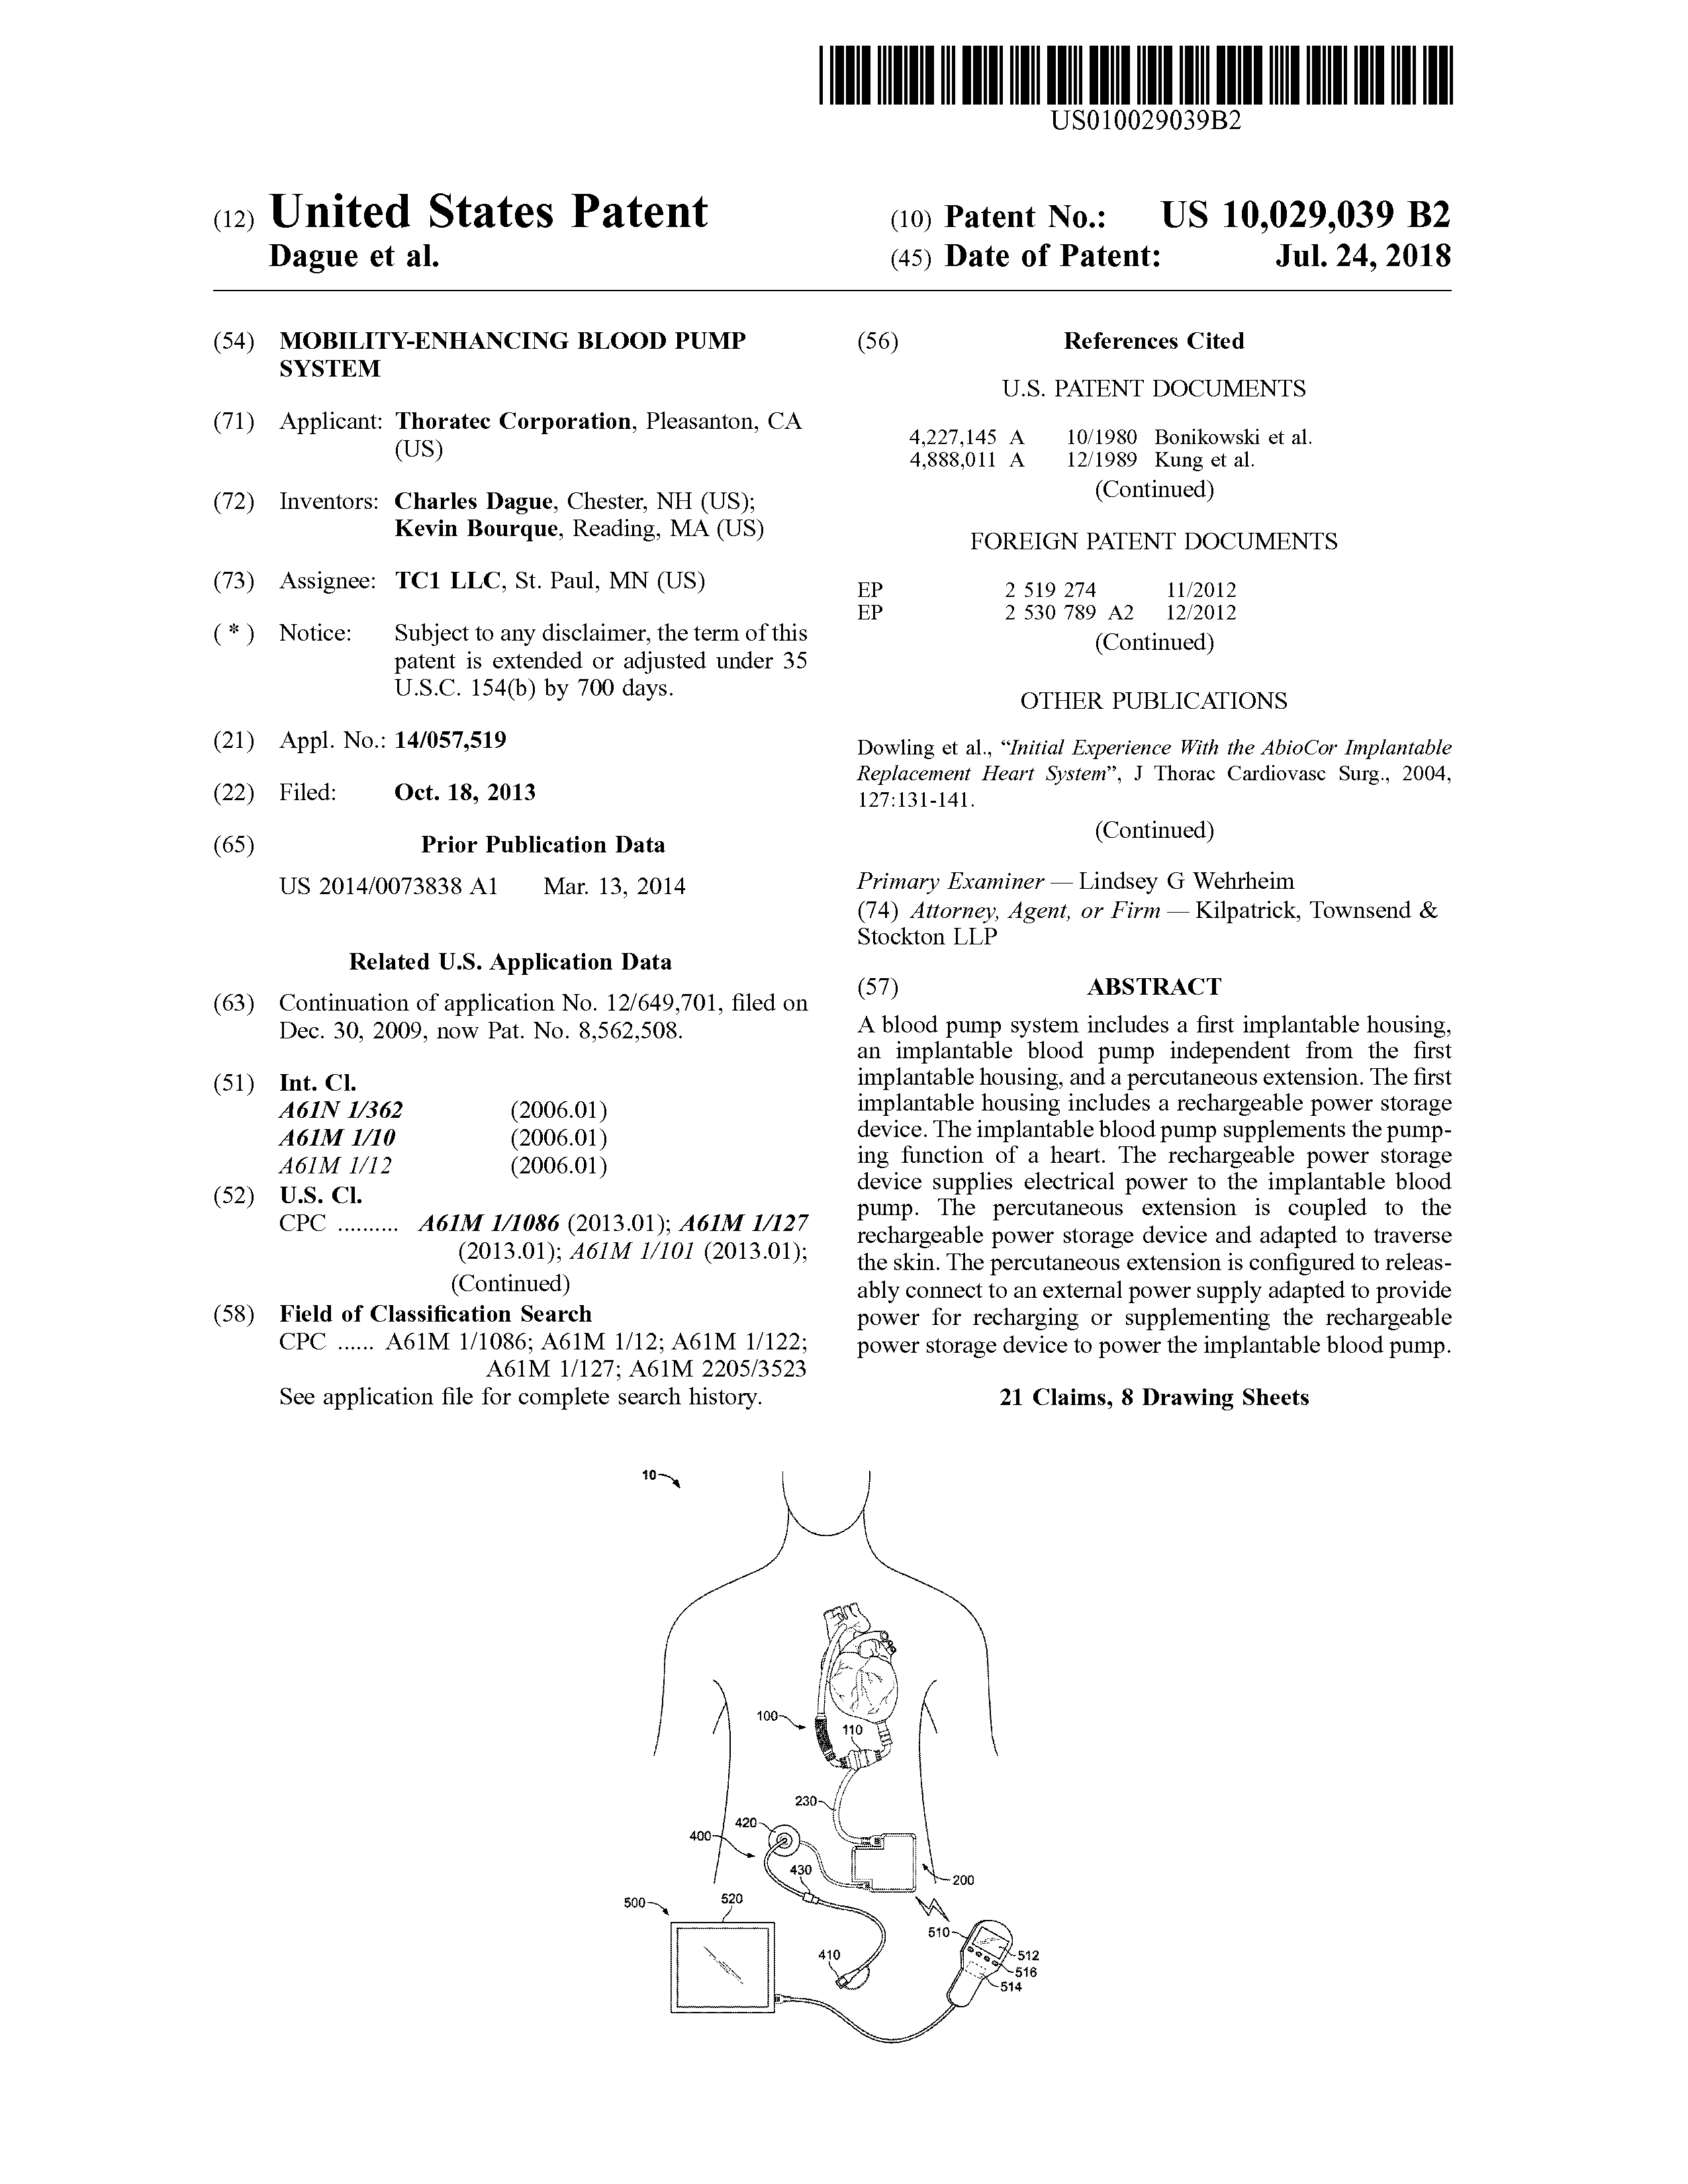 US010029039B2
(12) United States Patent
Dague et al.
(10) Patent No.: US 10,029,039 B2
(45) Date of Patent: Jul. 24, 2018
(54) MOBILITY-ENHANCING BLOOD PUMP
SYSTEM
(71) Applicant: Thoratec Corporation, Pleasanton, CA
(US)
(72) Inventors: Charles Dague, Chester, NH (US);
Kevin Bourque, Reading, MA (US)
(73) Assignee: TC1 LLC, St. Paul, MN (US)
( * ) Notice: Subject to any disclaimer, the term of this
patent is extended or adjusted under 35
U.S.C. 154(b) by 700 days.
(21) Appl. No.: 14/057,519
(22) Filed: Oct. 18, 2013
(65) Prior Publication Data
US 2014/0073838 A1 Mar. 13, 2014
Related U.S. Application Data
(63) Continuation of application No. 12/649,701, filed on
Dec. 30, 2009, now Pat. No. 8,562,508.
(51) Int. Cl.
A61N 1/362 (2006.01)
A61M 1/10 (2006.01)
A61M 1/12 (2006.01)
(52) U.S. Cl.
CPC .......... A61M 1/1086 (2013.01); A61M 1/127
(2013.01); A61M 1/101 (2013.01);
(Continued)
(58) Field of Classification Search
CPC ...... A61M 1/1086; A61M 1/12; A61M 1/122;
A61M 1/127; A61M 2205/3523
See application file for complete search history.
(56) References Cited
U.S. PATENT DOCUMENTS
4,227,145 A 10/1980 Bonikowski et al.
4,888,011 A 12/1989 Kung et al.
(Continued)
FOREIGN PATENT DOCUMENTS
EP 2 519 274 11/2012
EP 2 530 789 A2 12/2012
(Continued)
OTHER PUBLICATIONS
Dowling et al., “Initial Experience With the AbioCor Implantable
Replacement Heart System”, J Thorac Cardiovasc Surg., 2004,
127:131-141.
(Continued)
Primary Examiner — Lindsey G Wehrheim
(74) Attorney, Agent, or Firm — Kilpatrick, Townsend &
Stockton LLP
(57) ABSTRACT
A blood pump system includes a first implantable housing,
an implantable blood pump independent from the first
implantable housing, and a percutaneous extension. The first
implantable housing includes a rechargeable power storage
device. The implantable blood pump supplements the pump-
ing function of a heart. The rechargeable power storage
device supplies electrical power to the implantable blood
pump. The percutaneous extension is coupled to the
rechargeable power storage device and adapted to traverse
the skin. The percutaneous extension is configured to releas-
ably connect to an external power supply adapted to provide
power for recharging or supplementing the rechargeable
power storage device to power the implantable blood pump.
21 Claims, 8 Drawing Sheets
10
100
110
230
420
400
430
200
500
520
510
410
512
516
514